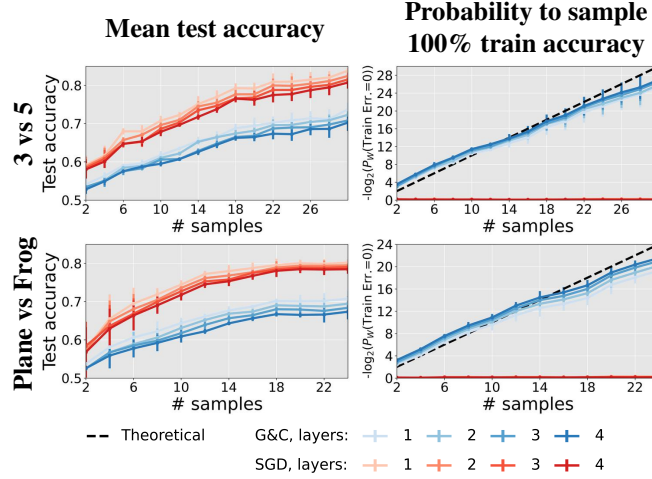 Mean test accuracy
Probability to sample
100% train accuracy
3 vs 5
Test accuracy
0.8
0.7
0.6
0.5
2 6 10 14 18 22 26
# samples
-log2(PW(Train Err.=0))
28
24
20
16
12
8
4
0
2 6 10 14 18 22 26
# samples
Plane vs Frog
Test accuracy
0.8
0.7
0.6
0.5
2 6 10 14 18 22
# samples
-log2(PW(Train Err.=0))
24
20
16
12
8
4
0
2 6 10 14 18 22
# samples
Theoretical G&C, layers: 1 2 3 4
SGD, layers: 1 2 3 4